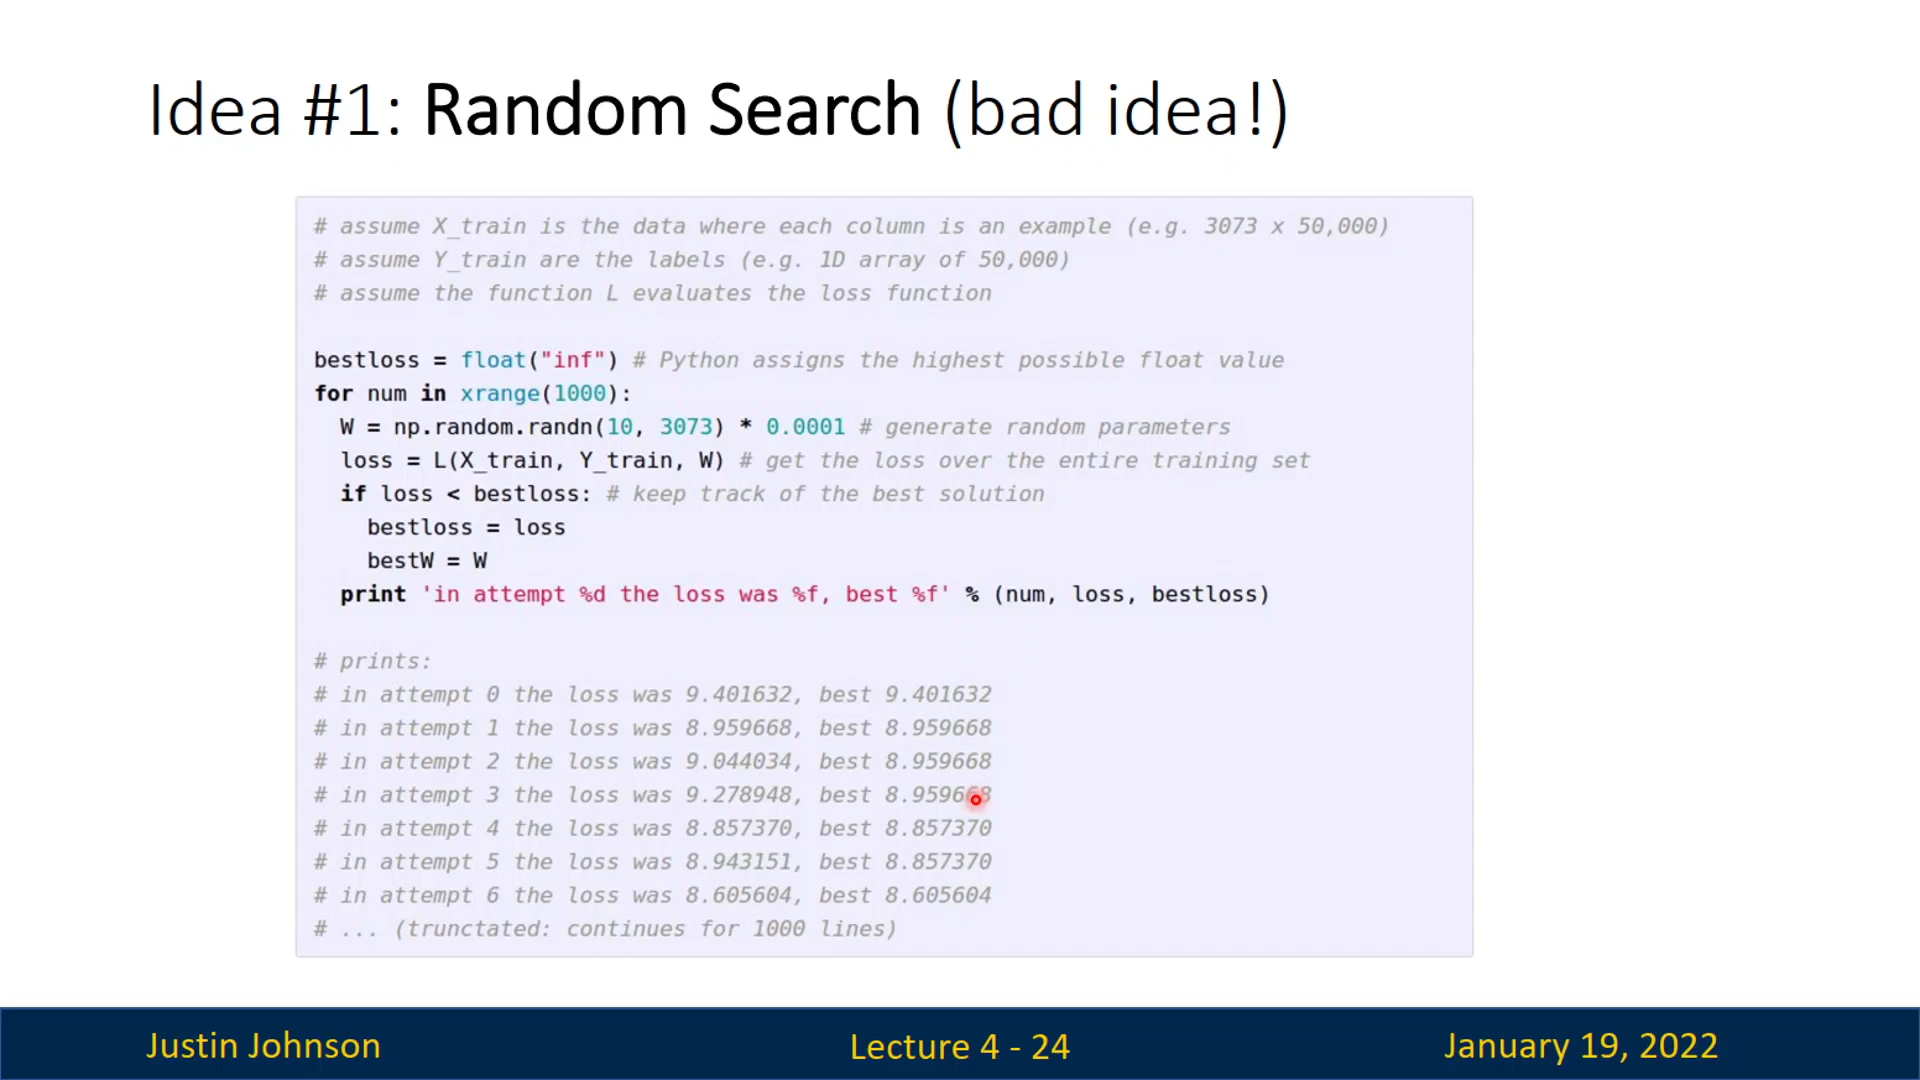 Idea #1: Random Search (bad idea!)
# assume X_train is the data where each column is an example (e.g. 3073 x 50,000)
# assume Y_train are the labels (e.g. 1D array of 50,000)
# assume the function L evaluates the loss function
bestloss = float("inf") # Python assigns the highest possible float value
for num in xrange(1000):
  W = np.random.randn(10, 3073) * 0.0001 # generate random parameters
  loss = L(X_train, Y_train, W) # get the loss over the entire training set
  if loss < bestloss: # keep track of the best solution
    bestloss = loss
    bestW = W
  print 'in attempt %d the loss was %f, best %f' % (num, loss, bestloss)
# prints:
# in attempt 0 the loss was 9.401632, best 9.401632
# in attempt 1 the loss was 8.959668, best 8.959668
# in attempt 2 the loss was 9.044034, best 8.959668
# in attempt 3 the loss was 9.278948, best 8.959668
# in attempt 4 the loss was 8.857370, best 8.857370
# in attempt 5 the loss was 8.943151, best 8.857370
# in attempt 6 the loss was 8.605604, best 8.605604
# ... (trunctated: continues for 1000 lines)
Justin Johnson
Lecture 4 - 24
January 19, 2022